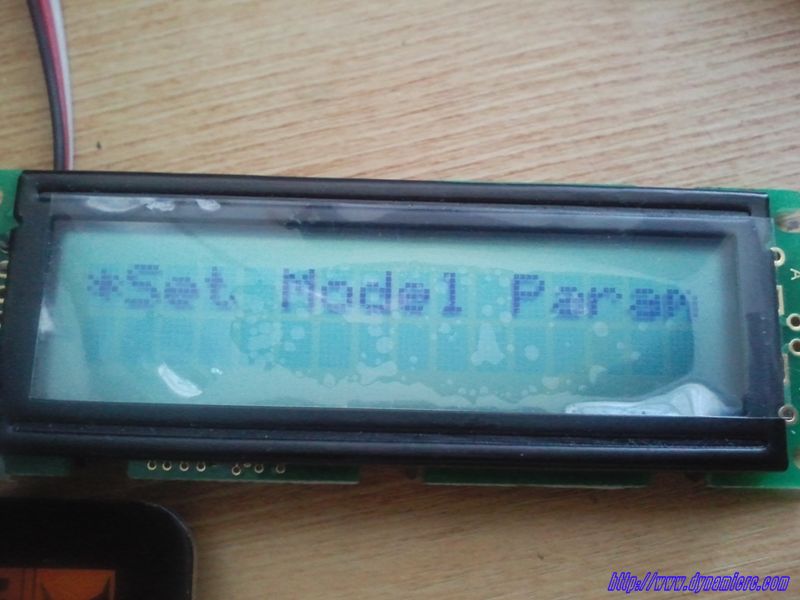 *Set Model Param
A
http://www.dynamicrc.com